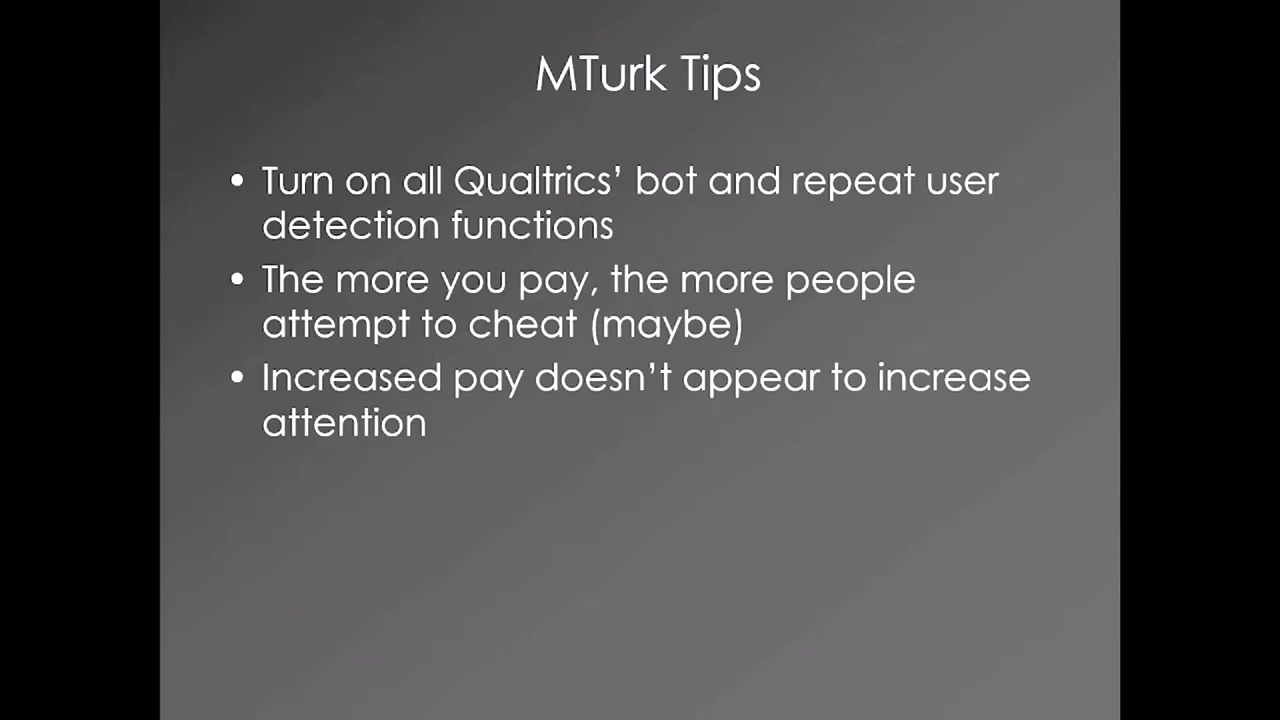 MTurk Tips
• Turn on all Qualtrics’ bot and repeat user
detection functions
• The more you pay, the more people
attempt to cheat (maybe)
• Increased pay doesn’t appear to increase
attention